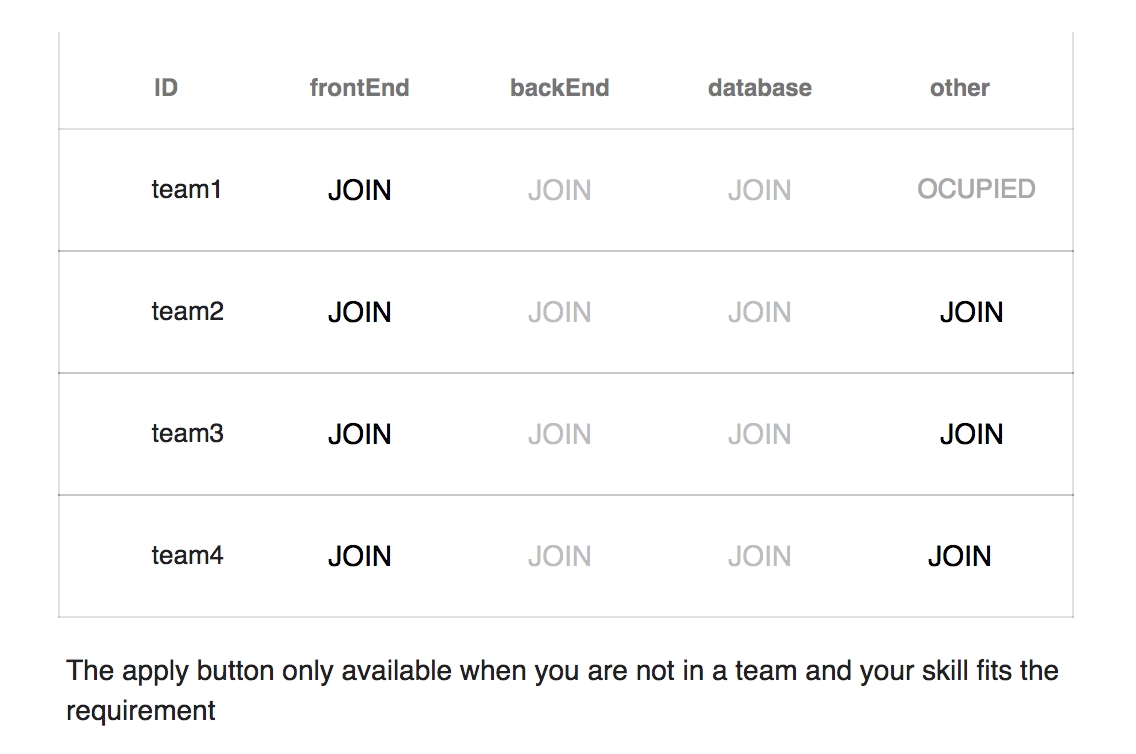 ID frontEnd backEnd database other
team1 JOIN JOIN JOIN OCUPIED
team2 JOIN JOIN JOIN JOIN
team3 JOIN JOIN JOIN JOIN
team4 JOIN JOIN JOIN JOIN
The apply button only available when you are not in a team and your skill fits the
requirement